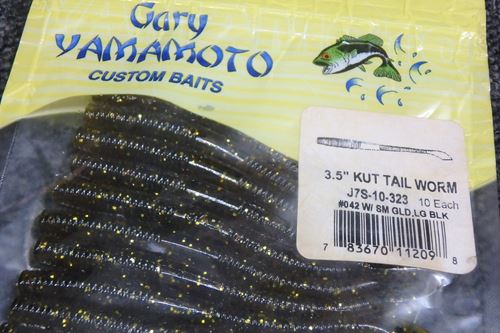 Gary
YAMAMOTO
CUSTOM BAITS
3.5" KUT TAIL WORM
J7S-10-323 10 Each
#042 W/ SM GLD.LG BLK
7 83670 11209 8